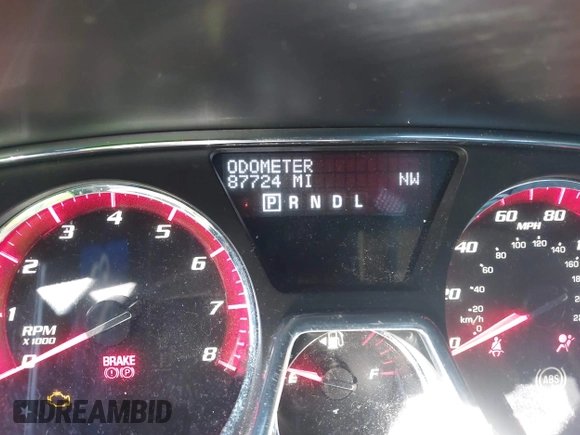 ODOMETER
87724 MI NW
P R N D L
0 1 2 3 4 5 6 7 8
RPM
X1000
BRAKE
E F
40 60 80
MPH
20 40 60 80 100 120 140 160
km/h
0
ABS
DREAMBID